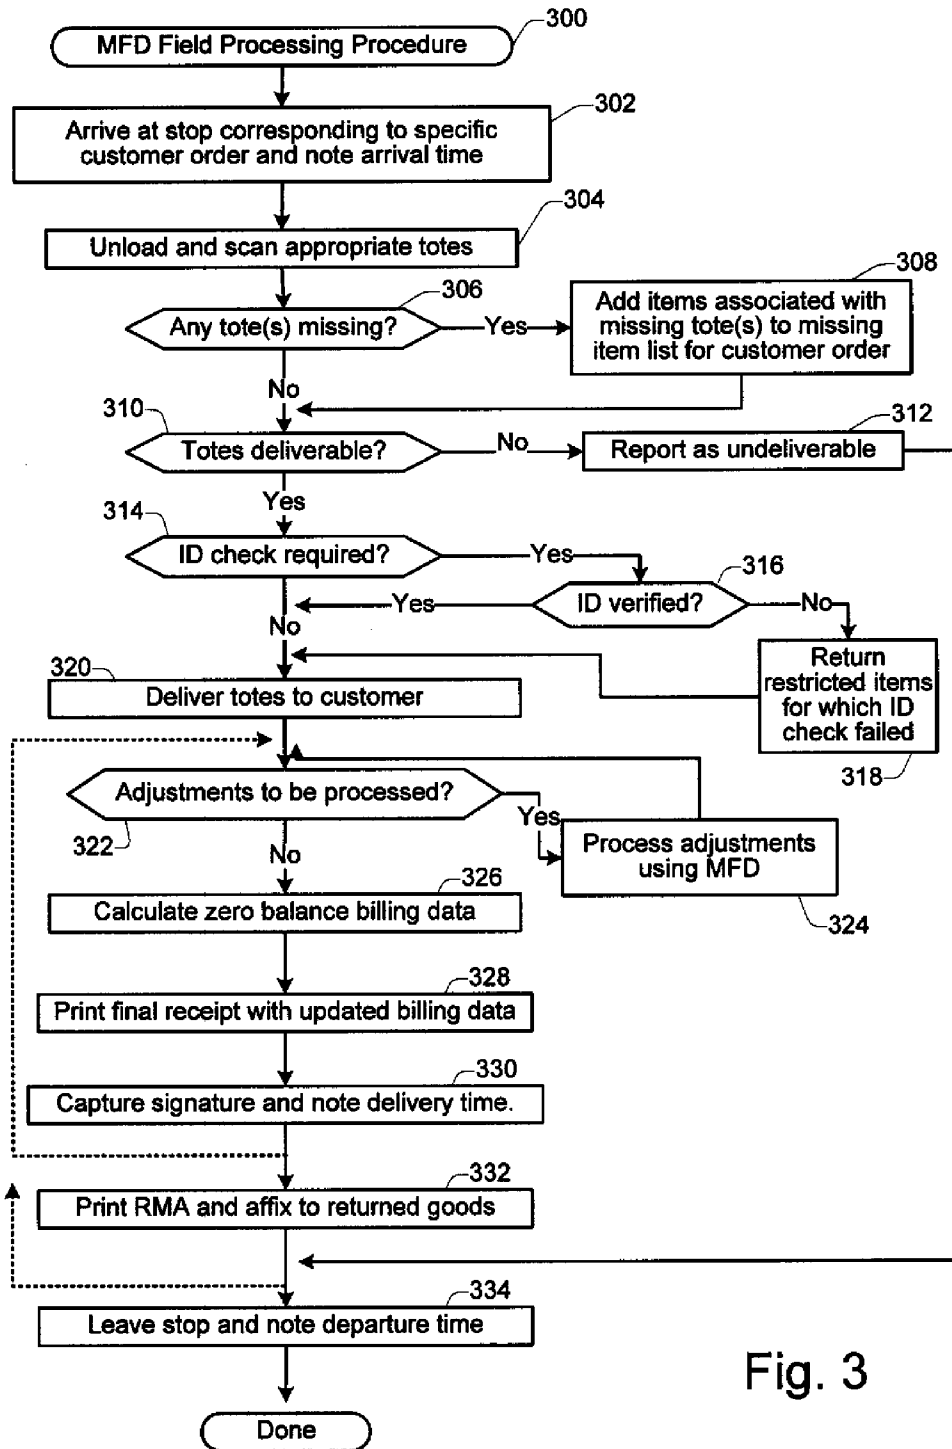 300
MFD Field Processing Procedure
302
Arrive at stop corresponding to specific
customer order and note arrival time
304
Unload and scan appropriate totes
306
Any tote(s) missing?
Yes
308
Add items associated with
missing tote(s) to missing
item list for customer order
No
310
Totes deliverable?
No
312
Report as undeliverable
Yes
314
ID check required?
Yes
316
ID verified?
Yes
No
No
Return
restricted items
for which ID
check failed
318
320
Deliver totes to customer
Adjustments to be processed?
322
Yes
Process adjustments
using MFD
324
No
326
Calculate zero balance billing data
328
Print final receipt with updated billing data
330
Capture signature and note delivery time.
332
Print RMA and affix to returned goods
334
Leave stop and note departure time
Done
Fig. 3